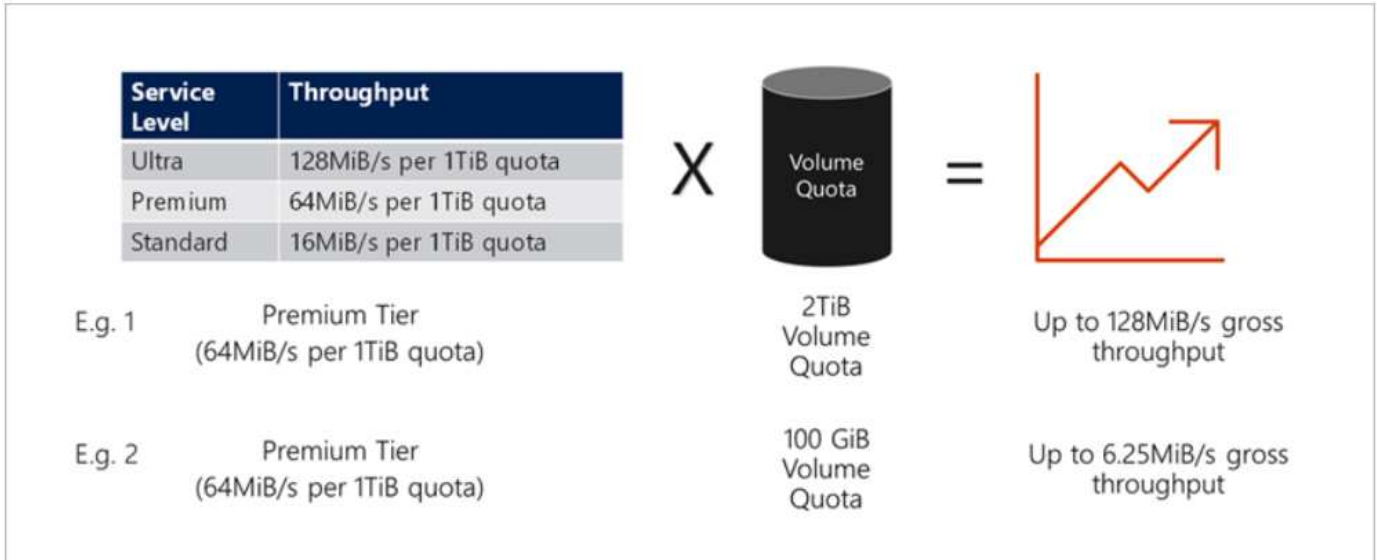 Service Level Throughput
Ultra 128MiB/s per 1TiB quota
Premium 64MiB/s per 1TiB quota
Standard 16MiB/s per 1TiB quota
X
Volume
Quota
=
E.g. 1
Premium Tier
(64MiB/s per 1TiB quota)
2TiB
Volume
Quota
Up to 128MiB/s gross
throughput
E.g. 2
Premium Tier
(64MiB/s per 1TiB quota)
100 GiB
Volume
Quota
Up to 6.25MiB/s gross
throughput